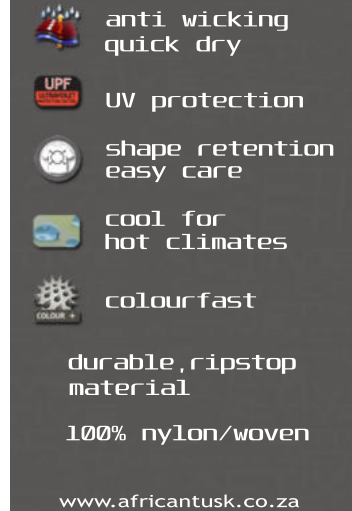 anti wicking
quick dry
UPF
UV protection
shape retention
easy care
cool for
hot climates
colourfast
COLOUR +
durable,ripstop
material
100% nylon/woven
www.africantusk.co.za